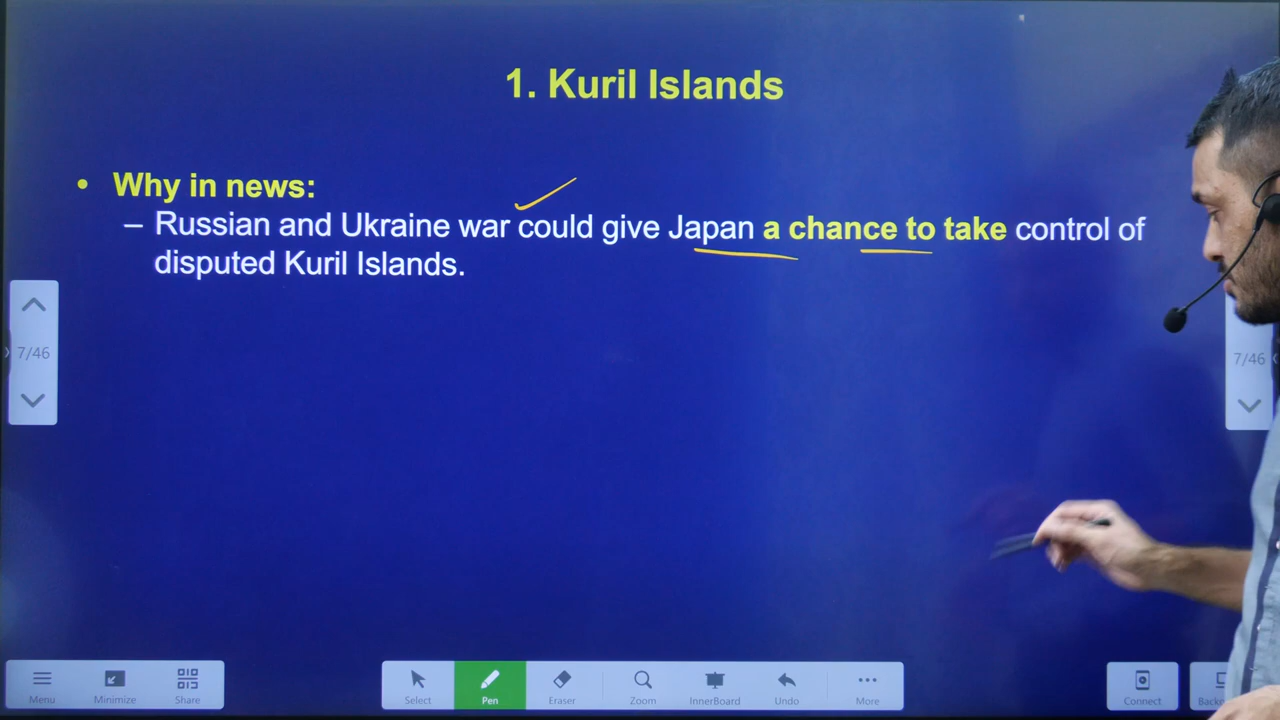 1. Kuril Islands
• Why in news:
– Russian and Ukraine war could give Japan a chance to take control of
disputed Kuril Islands.
7/46
7/46
Menu
Minimize
Share
Select
Pen
Eraser
Zoom
InnerBoard
Undo
More
Connect